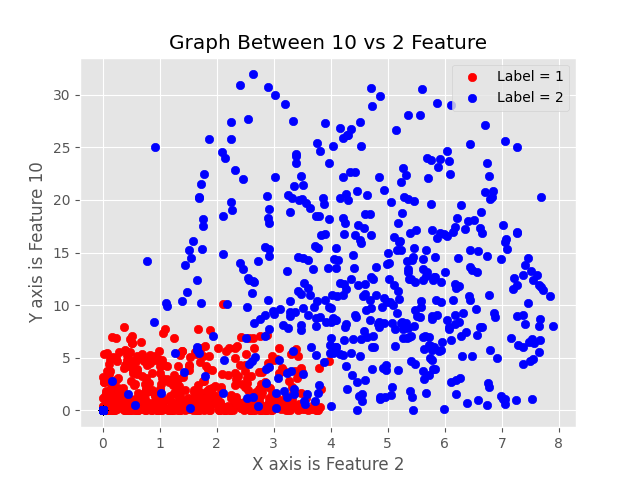 Graph Between 10 vs 2 Feature
Label = 1
Label = 2
Y axis is Feature 10
30
25
20
15
10
5
0
0 1 2 3 4 5 6 7 8
X axis is Feature 2